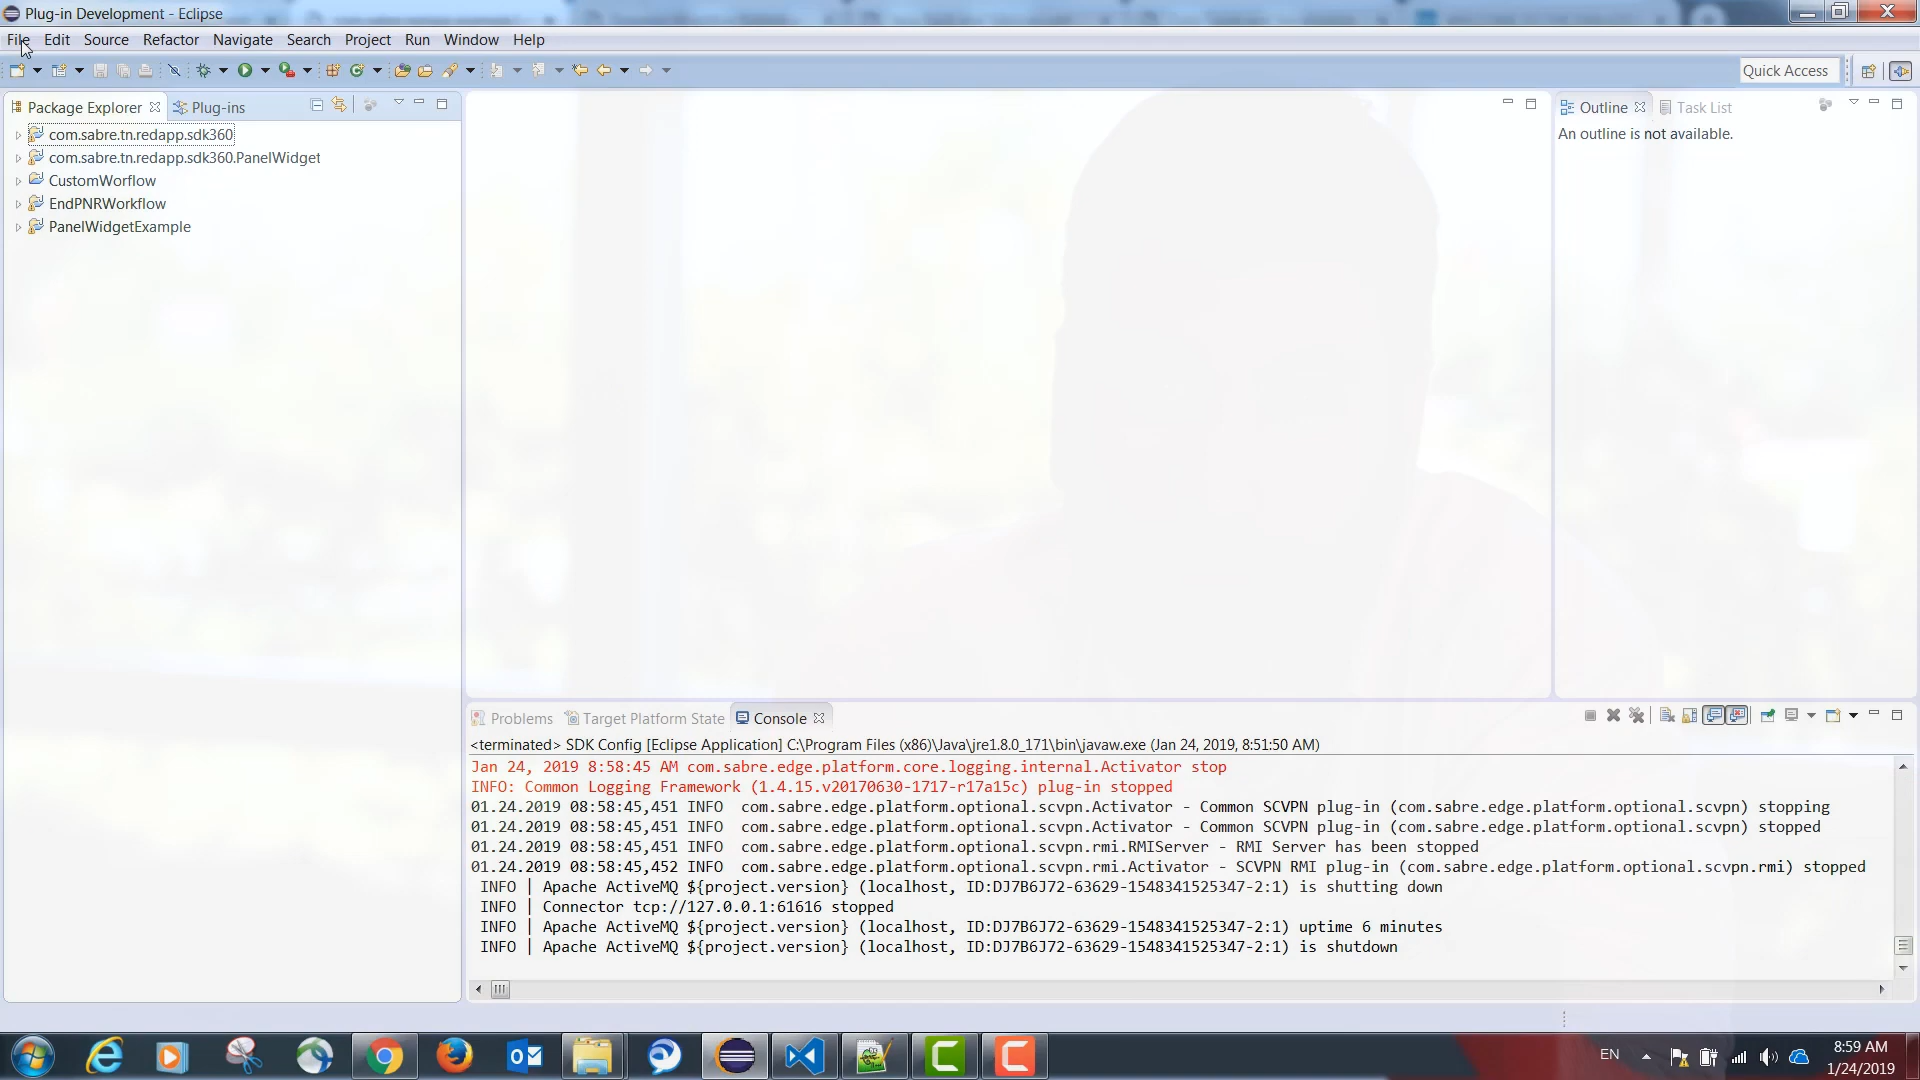 Plug-in Development - Eclipse
File Edit Source Refactor Navigate Search Project Run Window Help
Quick Access
Package Explorer Plug-ins
com.sabre.tn.redapp.sdk360
com.sabre.tn.redapp.sdk360.PanelWidget
CustomWorflow
EndPNRWorkflow
PanelWidgetExample
Outline Task List
An outline is not available.
Problems Target Platform State Console
<terminated> SDK Config [Eclipse Application] C:\Program Files (x86)\Java\jre1.8.0_171\bin\javaw.exe (Jan 24, 2019, 8:51:50 AM)
Jan 24, 2019 8:58:45 AM com.sabre.edge.platform.core.logging.internal.Activator stop
INFO: Common Logging Framework (1.4.15.v20170630-1717-r17a15c) plug-in stopped
01.24.2019 08:58:45,451 INFO com.sabre.edge.platform.optional.scvpn.Activator - Common SCVPN plug-in (com.sabre.edge.platform.optional.scvpn) stopping
01.24.2019 08:58:45,451 INFO com.sabre.edge.platform.optional.scvpn.Activator - Common SCVPN plug-in (com.sabre.edge.platform.optional.scvpn) stopped
01.24.2019 08:58:45,451 INFO com.sabre.edge.platform.optional.scvpn.rmi.RMIServer - RMI Server has been stopped
01.24.2019 08:58:45,452 INFO com.sabre.edge.platform.optional.scvpn.rmi.Activator - SCVPN RMI plug-in (com.sabre.edge.platform.optional.scvpn.rmi) stopped
INFO | Apache ActiveMQ ${project.version} (localhost, ID:DJ7B6J72-63629-1548341525347-2:1) is shutting down
INFO | Connector tcp://127.0.0.1:61616 stopped
INFO | Apache ActiveMQ ${project.version} (localhost, ID:DJ7B6J72-63629-1548341525347-2:1) uptime 6 minutes
INFO | Apache ActiveMQ ${project.version} (localhost, ID:DJ7B6J72-63629-1548341525347-2:1) is shutdown
EN
8:59 AM
1/24/2019